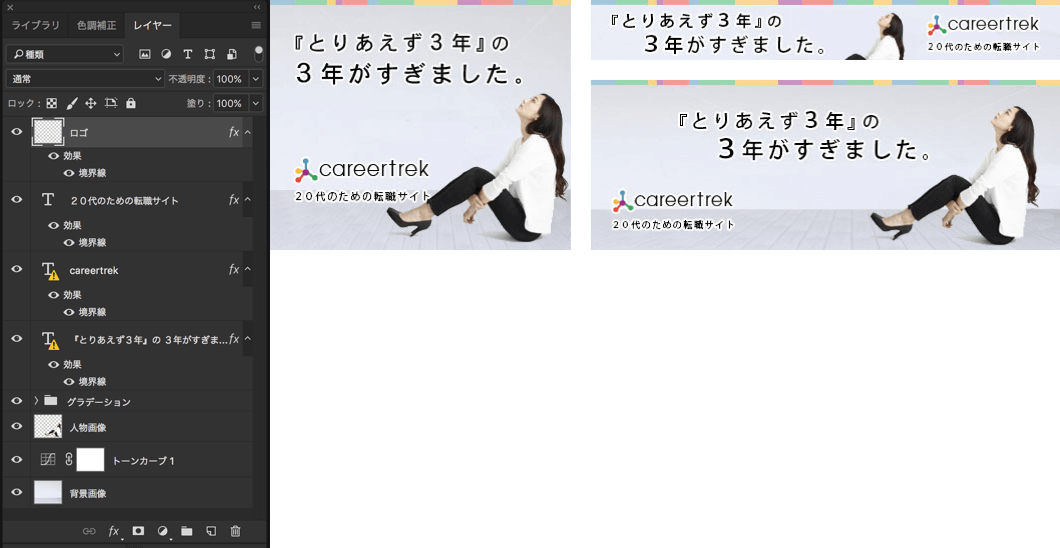 ライブラリ 色調補正 レイヤー
種類
通常 不透明度 : 100%
ロック : 塗り : 100%
ロゴ fx
効果
境界線
２０代のための転職サイト fx
効果
境界線
careertrek fx
効果
境界線
『とりあえず３年』の ３年がすぎま... fx
効果
境界線
グラデーション
人物画像
トーンカーブ 1
背景画像
fx
『とりあえず３年』の
３年がすぎました。
careertrek
２０代のための転職サイト
『とりあえず３年』の
３年がすぎました。
careertrek
２０代のための転職サイト
『とりあえず３年』の
３年がすぎました。
careertrek
２０代のための転職サイト